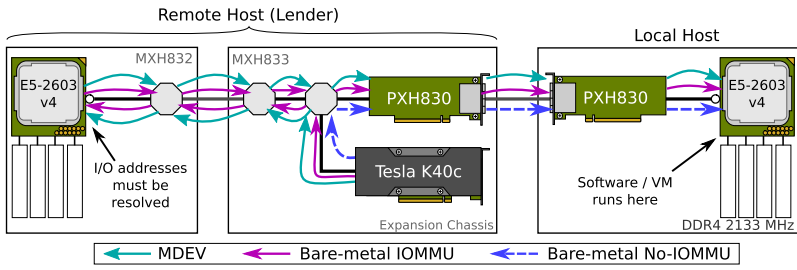 Remote Host (Lender)
Local Host
MXH832
MXH833
E5-2603
v4
PXH830
PXH830
E5-2603
v4
I/O addresses
must be
resolved
Tesla K40c
Software / VM
runs here
Expansion Chassis
DDR4 2133 MHz
MDEV
Bare-metal IOMMU
Bare-metal No-IOMMU